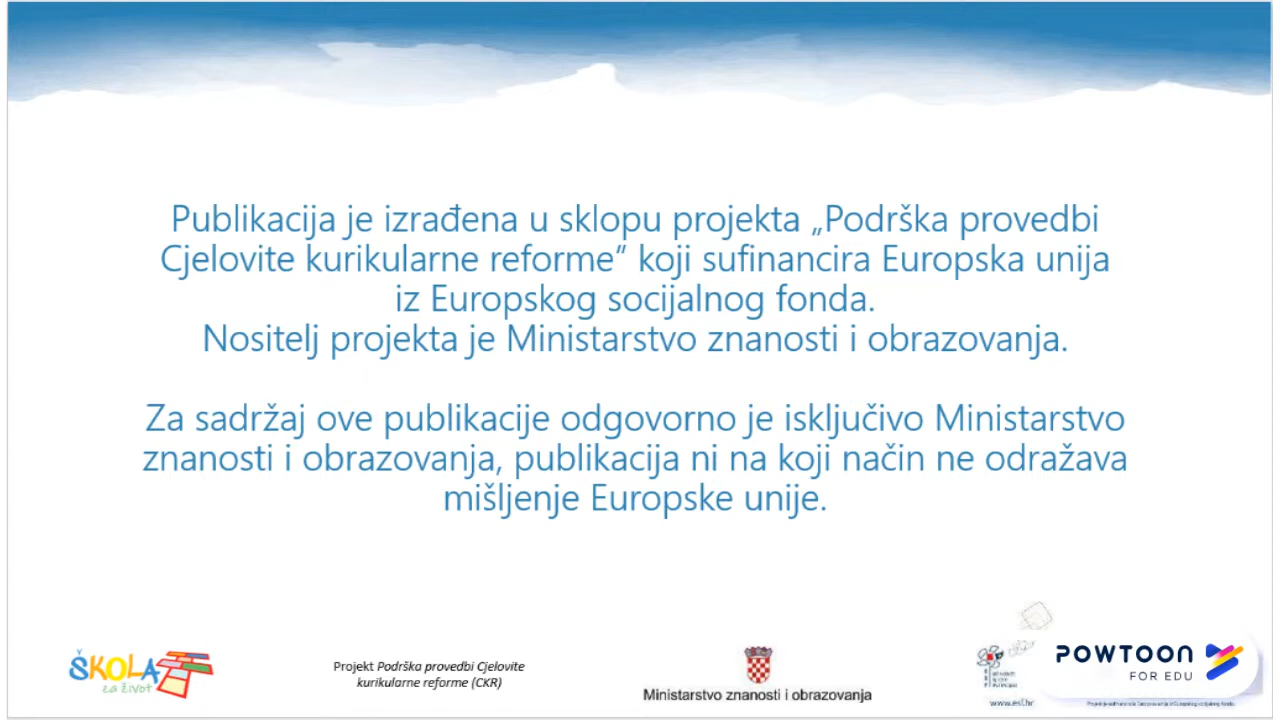 Publikacija je izrađena u sklopu projekta „Podrška provedbi
Cjelovite kurikularne reforme” koji sufinancira Europska unija
iz Europskog socijalnog fonda.
Nositelj projekta je Ministarstvo znanosti i obrazovanja.
Za sadržaj ove publikacije odgovorno je isključivo Ministarstvo
znanosti i obrazovanja, publikacija ni na koji način ne odražava
mišljenje Europske unije.
ŠKOLA
za život
Projekt Podrška provedbi Cjelovite
kurikularne reforme (CKR)
Ministarstvo znanosti i obrazovanja
www.esf.hr
POWTOON
FOR EDU